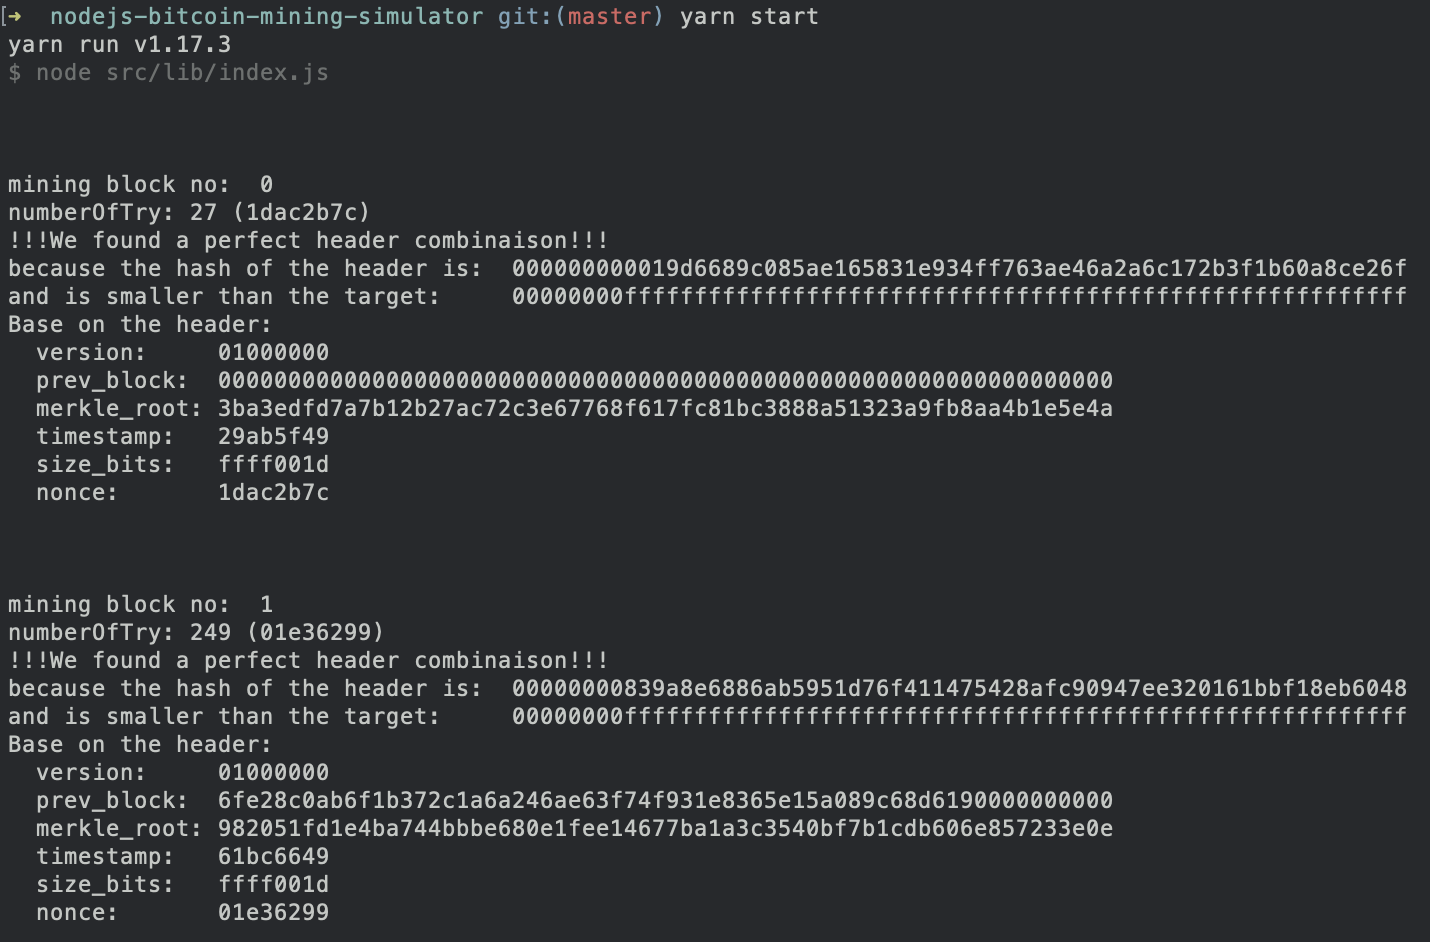 [➜  nodejs-bitcoin-mining-simulator git:(master) yarn start
yarn run v1.17.3
$ node src/lib/index.js
mining block no:  0
numberOfTry: 27 (1dac2b7c)
!!!We found a perfect header combinaison!!!
because the hash of the header is:  000000000019d6689c085ae165831e934ff763ae46a2a6c172b3f1b60a8ce26f
and is smaller than the target:     00000000ffffffffffffffffffffffffffffffffffffffffffffffffffffffff
Base on the header:
  version:     01000000
  prev_block:  0000000000000000000000000000000000000000000000000000000000000000
  merkle_root: 3ba3edfd7a7b12b27ac72c3e67768f617fc81bc3888a51323a9fb8aa4b1e5e4a
  timestamp:   29ab5f49
  size_bits:   ffff001d
  nonce:       1dac2b7c
mining block no:  1
numberOfTry: 249 (01e36299)
!!!We found a perfect header combinaison!!!
because the hash of the header is:  00000000839a8e6886ab5951d76f411475428afc90947ee320161bbf18eb6048
and is smaller than the target:     00000000ffffffffffffffffffffffffffffffffffffffffffffffffffffffff
Base on the header:
  version:     01000000
  prev_block:  6fe28c0ab6f1b372c1a6a246ae63f74f931e8365e15a089c68d6190000000000
  merkle_root: 982051fd1e4ba744bbbe680e1fee14677ba1a3c3540bf7b1cdb606e857233e0e
  timestamp:   61bc6649
  size_bits:   ffff001d
  nonce:       01e36299